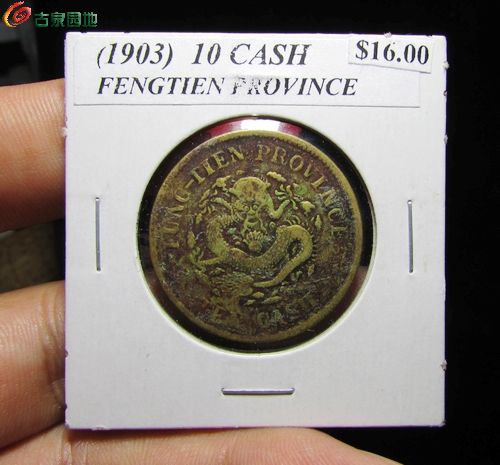 古泉园地
(1903) 10 CASH
$16.00
FENGTIEN PROVINCE
FUNG-TIEN PROVINCE
CASH